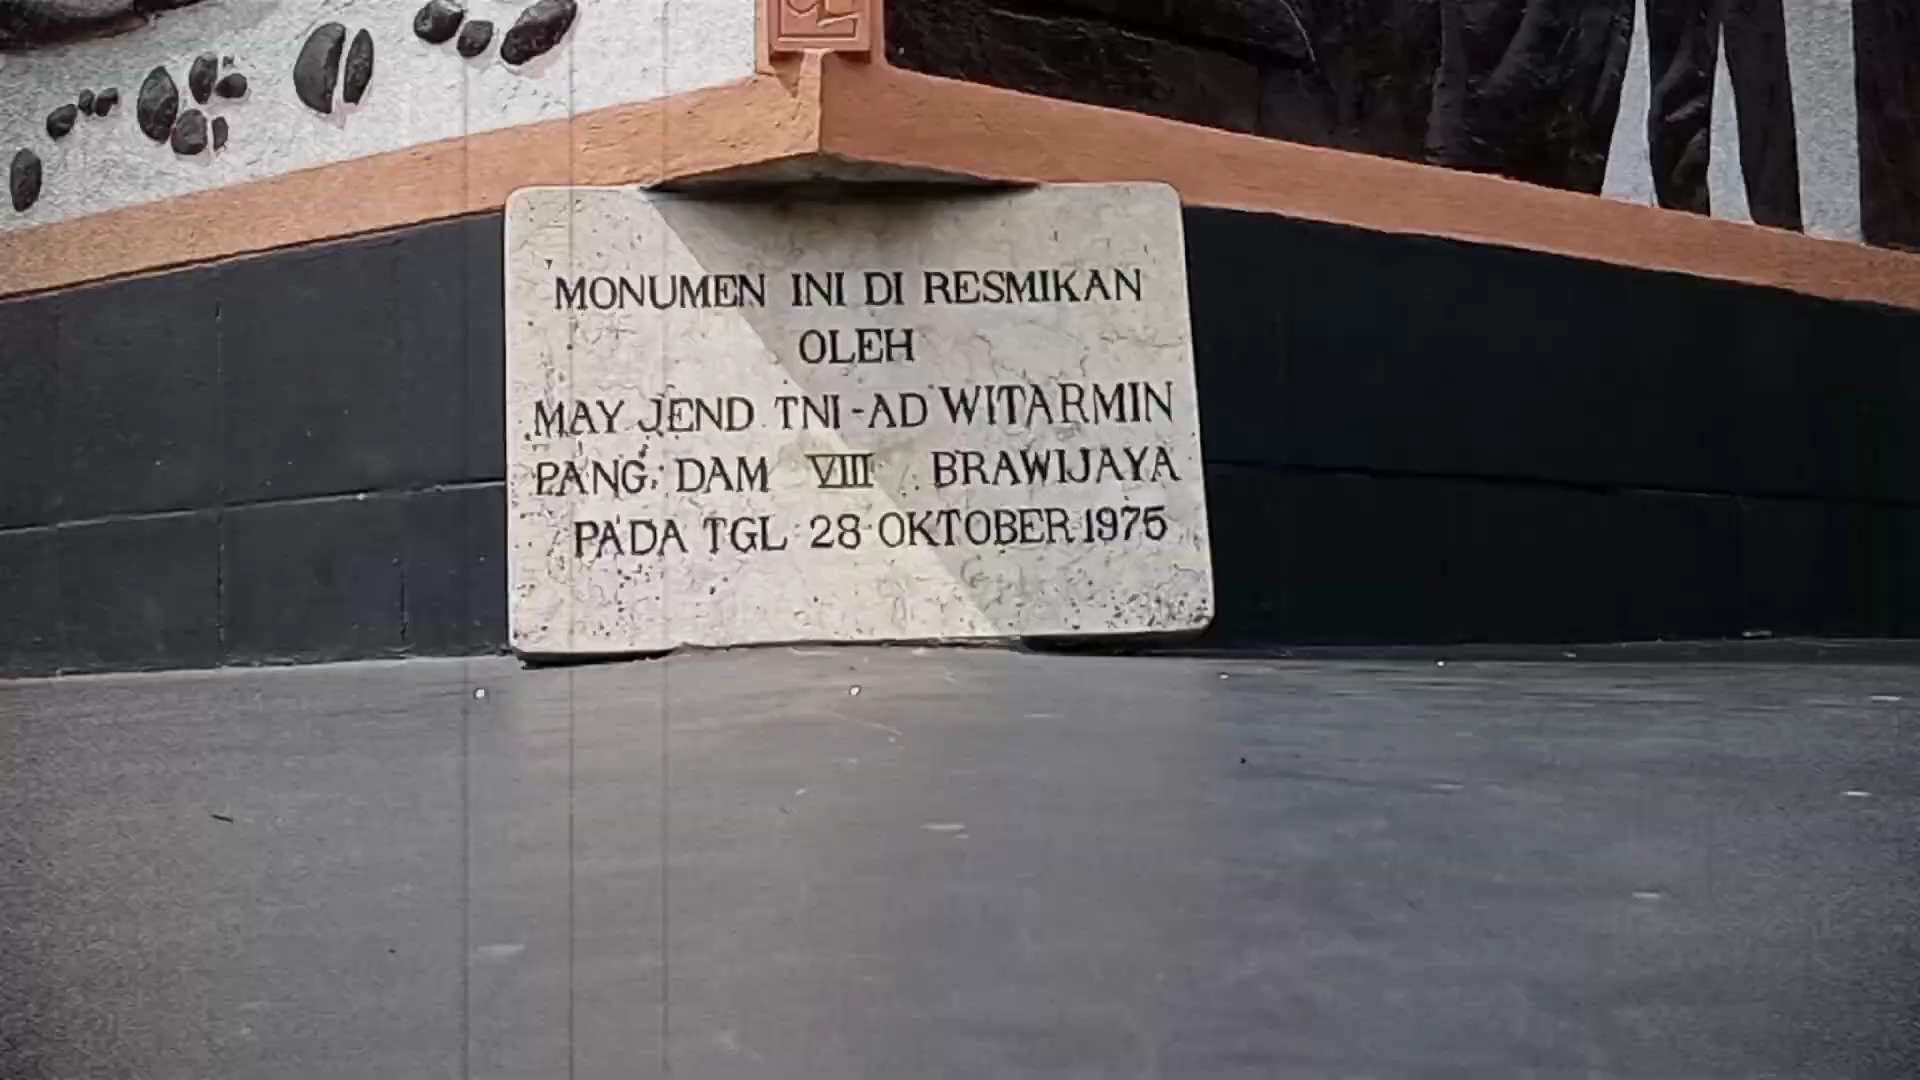 MONUMEN INI DI RESMIKAN
OLEH
MAY JEND TNI-AD WITARMIN
PANG. DAM VIII BRAWIJAYA
PADA TGL 28 OKTOBER 1975